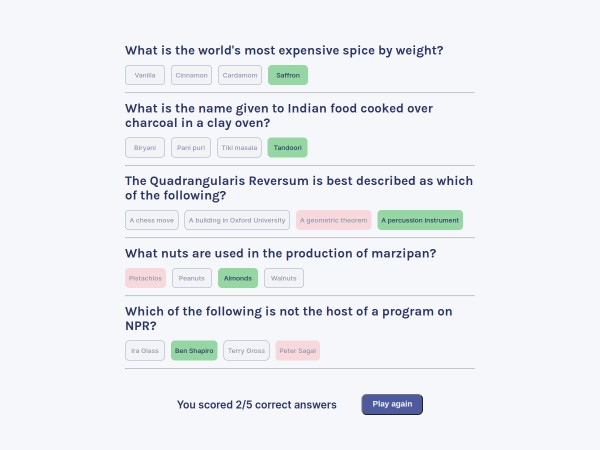 What is the world's most expensive spice by weight?
Vanilla Cinnamon Cardamom Saffron
What is the name given to Indian food cooked over
charcoal in a clay oven?
Biryani Pani puri Tiki masala Tandoori
The Quadrangularis Reversum is best described as which
of the following?
A chess move A building in Oxford University A geometric theorem A percussion instrument
What nuts are used in the production of marzipan?
Pistachios Peanuts Almonds Walnuts
Which of the following is not the host of a program on
NPR?
Ira Glass Ben Shapiro Terry Gross Peter Sagal
You scored 2/5 correct answers Play again